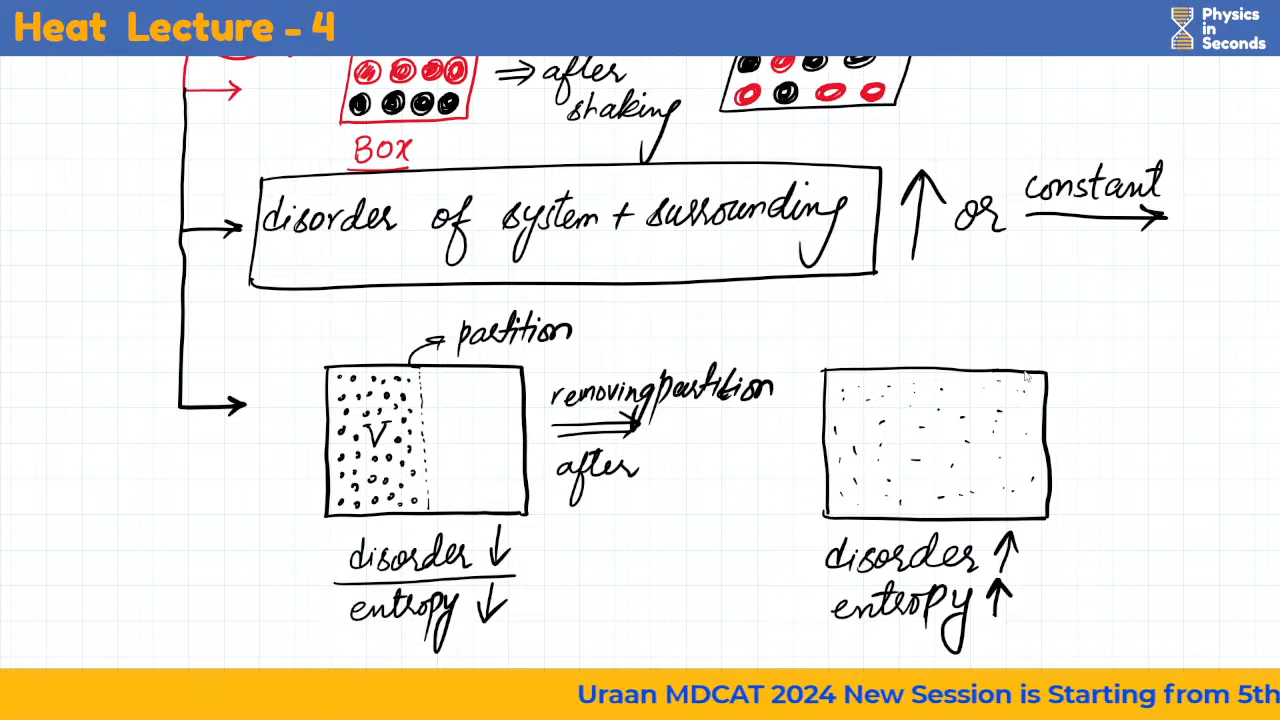 Heat Lecture - 4
Physics
in
Seconds
⇒ after
shaking
BOX
disorder of system + surrounding ↑ or constant
partition
removing partition
V
after
disorder ↓
entropy ↓
disorder ↑
entropy ↑
Uraan MDCAT 2024 New Session is Starting from 5th